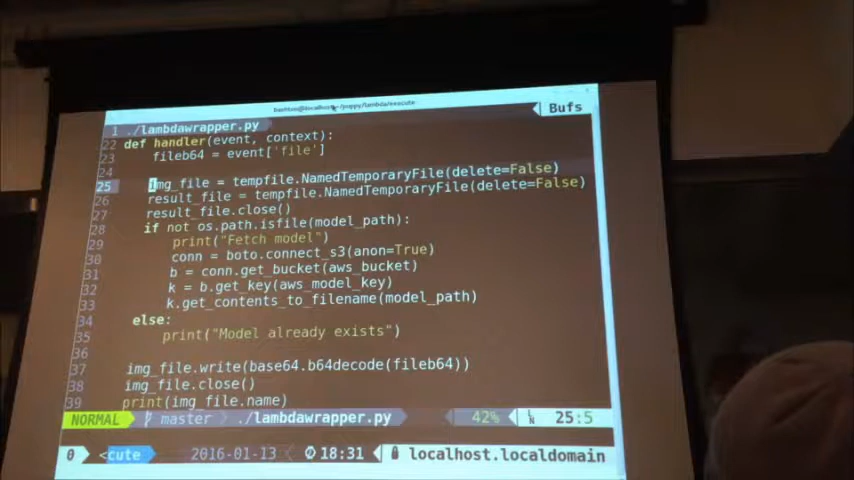 Bufs
1 ./lambdawrapper.py
22 def handler(event, context):
23 fileb64 = event['file']
24
25 img_file = tempfile.NamedTemporaryFile(delete=False)
26 result_file = tempfile.NamedTemporaryFile(delete=False)
27 result_file.close()
28 if not os.path.isfile(model_path):
29 print("Fetch model")
30 conn = boto.connect_s3(anon=True)
31 b = conn.get_bucket(aws_bucket)
32 k = b.get_key(aws_model_key)
33 k.get_contents_to_filename(model_path)
34 else:
35 print("Model already exists")
36
37 img_file.write(base64.b64decode(fileb64))
38 img_file.close()
39 print(img_file.name)
NORMAL master ./lambdawrapper.py 42% LN 25:5
0 <cute 2016-01-13 18:31 localhost.localdomain